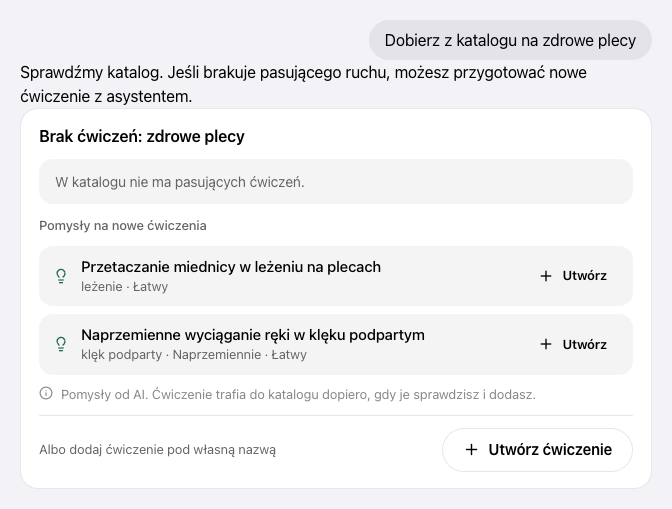 Dobierz z katalogu na zdrowe plecy
Sprawdźmy katalog. Jeśli brakuje pasującego ruchu, możesz przygotować nowe
ćwiczenie z asystentem.
Brak ćwiczeń: zdrowe plecy
W katalogu nie ma pasujących ćwiczeń.
Pomysły na nowe ćwiczenia
Przetaczanie miednicy w leżeniu na plecach
leżenie · Łatwy
+ Utwórz
Naprzemienne wyciąganie ręki w klęku podpartym
klęk podparty · Naprzemiennie · Łatwy
+ Utwórz
Pomysły od AI. Ćwiczenie trafia do katalogu dopiero, gdy je sprawdzisz i dodasz.
Albo dodaj ćwiczenie pod własną nazwą
+ Utwórz ćwiczenie